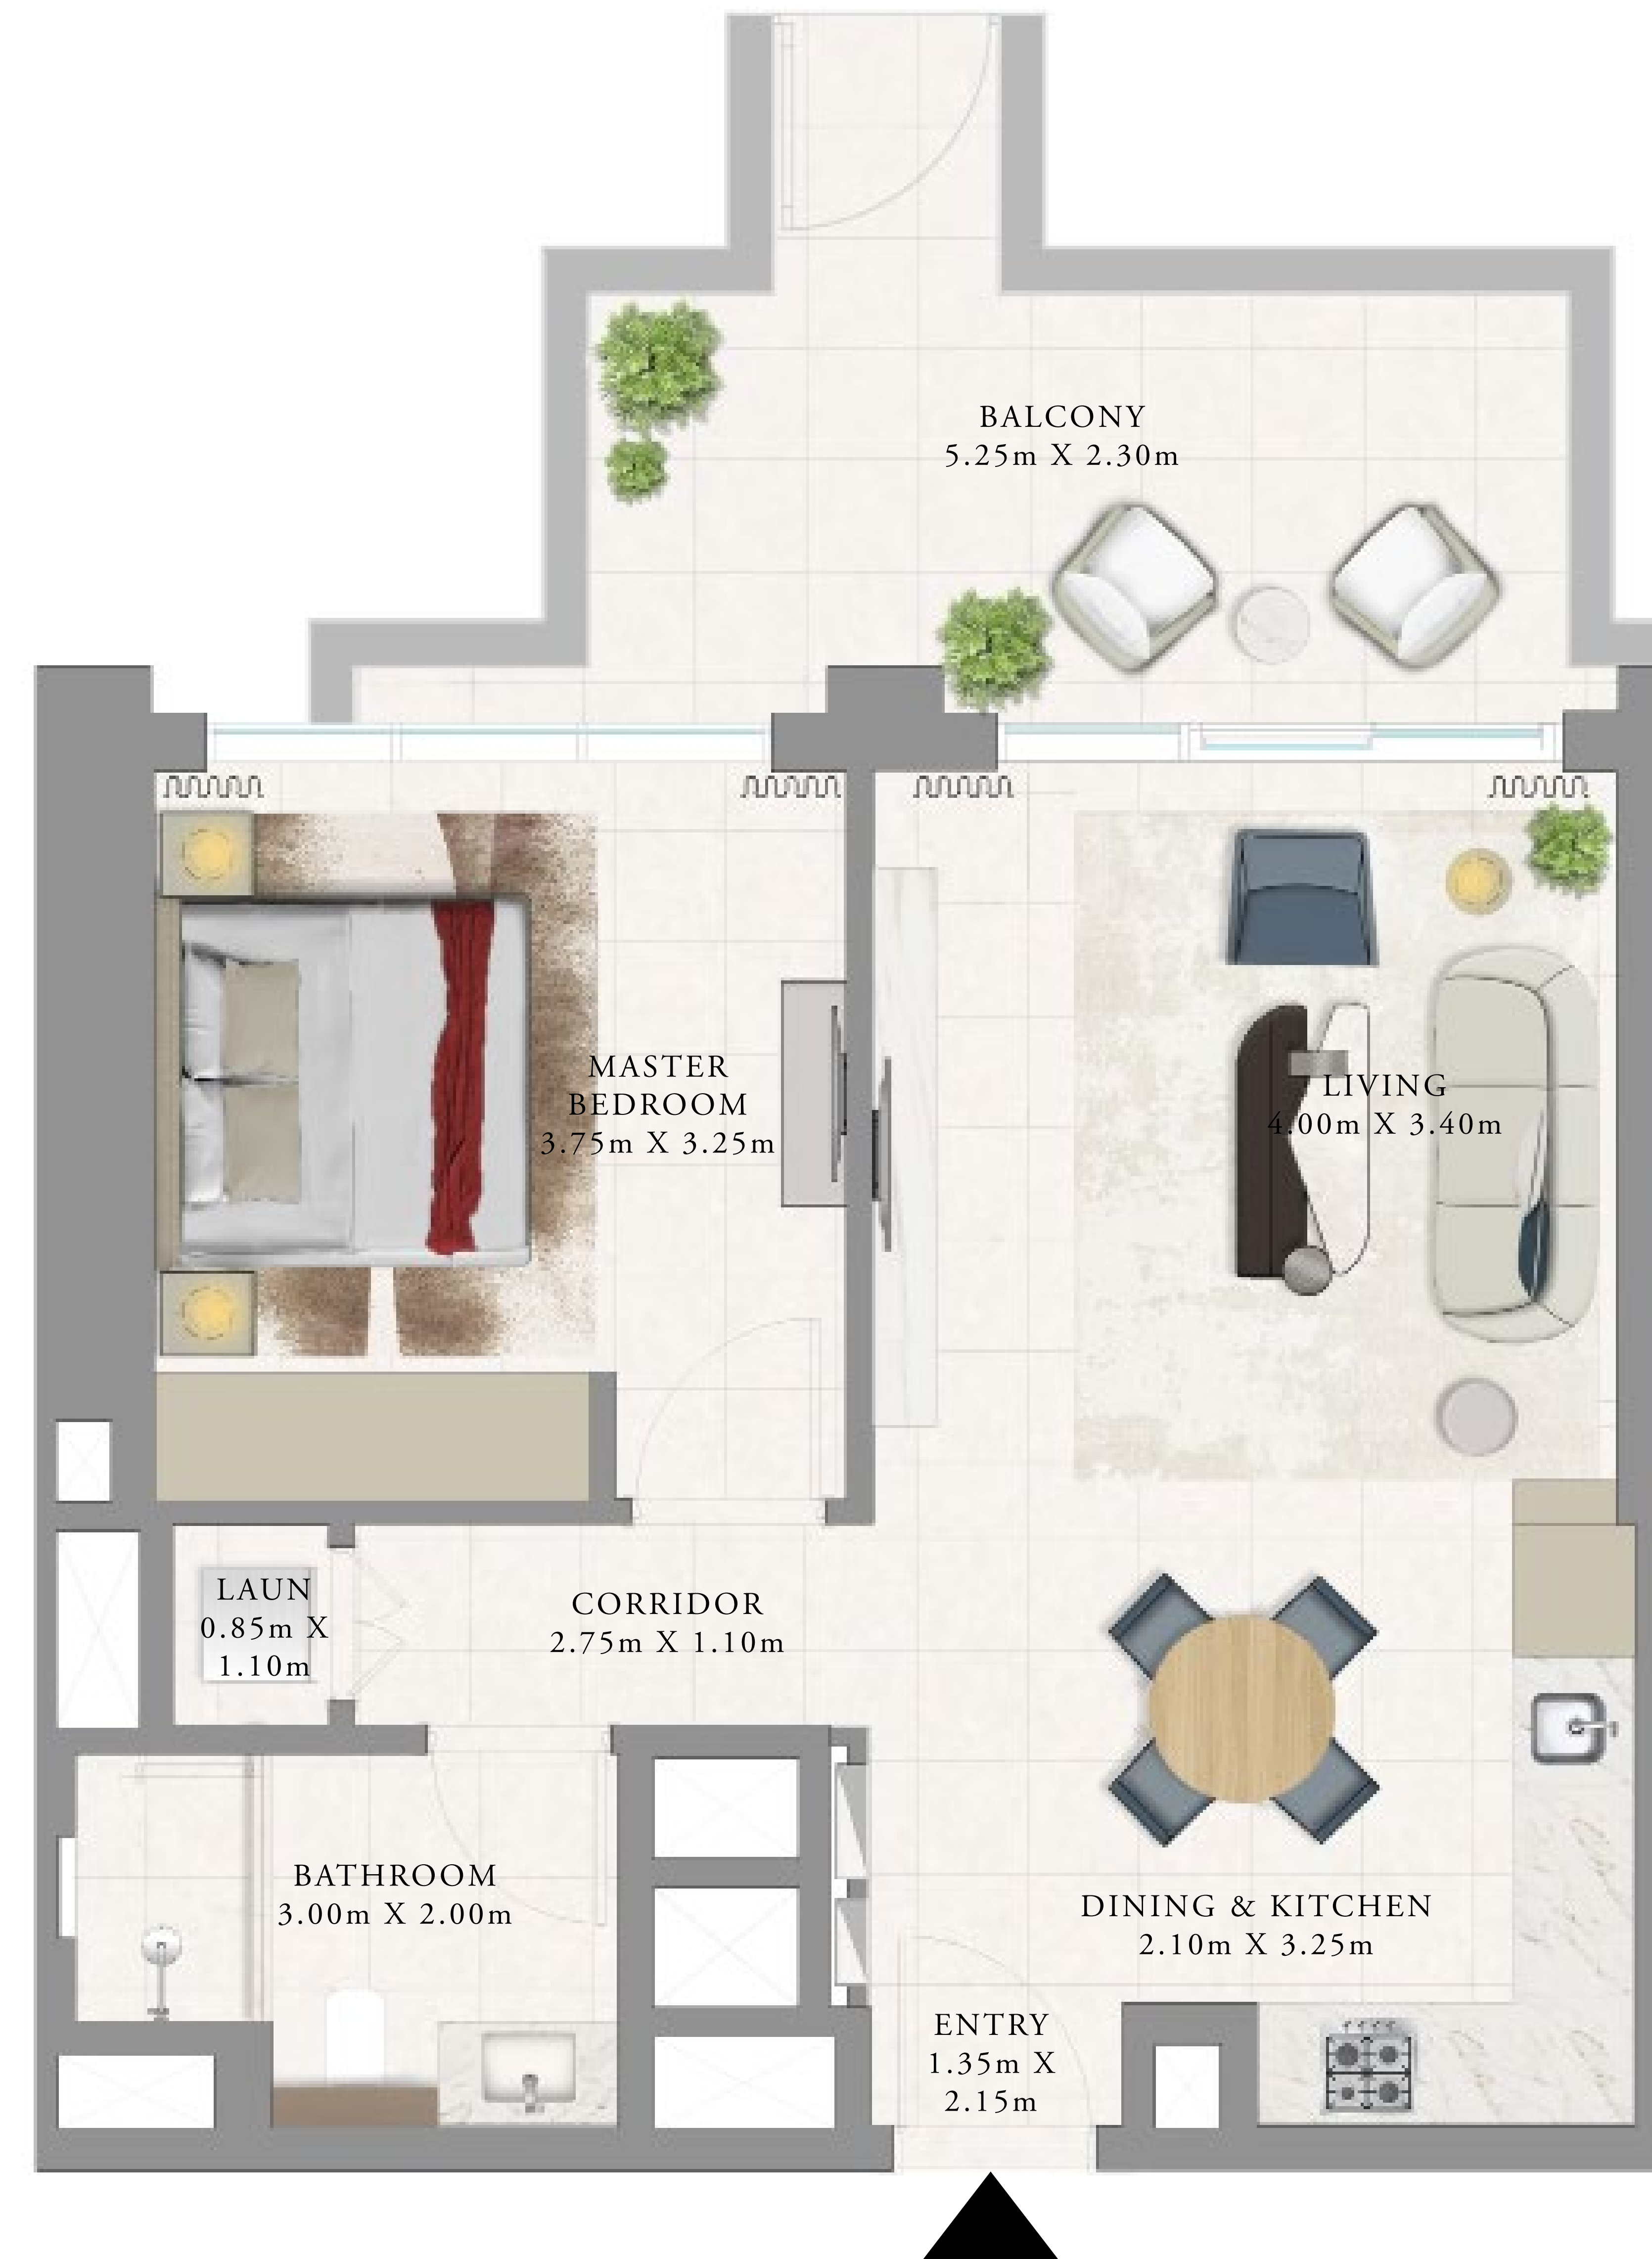 BALCONY
5.25m X 2.30m
MASTER
BEDROOM
3.75m X 3.25m
LIVING
4.00m X 3.40m
LAUN
0.85m X
1.10m
CORRIDOR
2.75m X 1.10m
BATHROOM
3.00m X 2.00m
DINING & KITCHEN
2.10m X 3.25m
ENTRY
1.35m X
2.15m